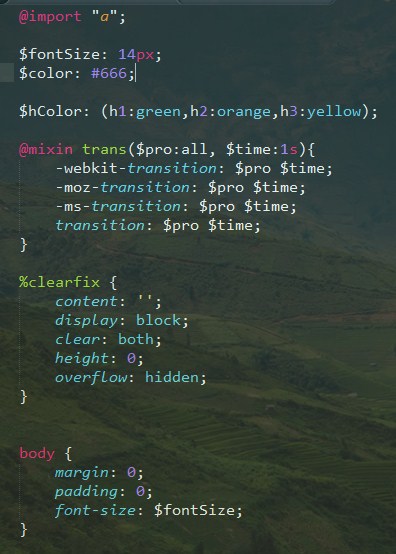 @import "a";
$fontSize: 14px;
$color: #666;
$hColor: (h1:green,h2:orange,h3:yellow);
@mixin trans($pro:all, $time:1s){
    -webkit-transition: $pro $time;
    -moz-transition: $pro $time;
    -ms-transition: $pro $time;
    transition: $pro $time;
}
%clearfix {
    content: '';
    display: block;
    clear: both;
    height: 0;
    overflow: hidden;
}
body {
    margin: 0;
    padding: 0;
    font-size: $fontSize;
}